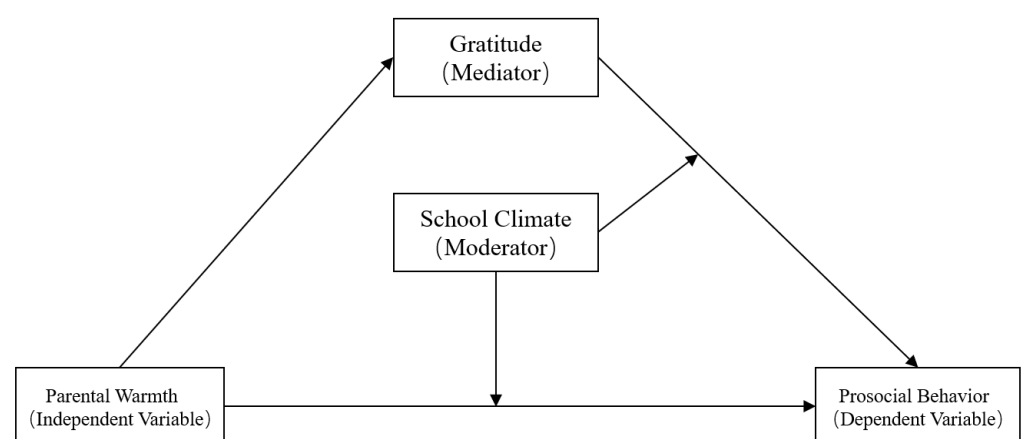 Gratitude
（Mediator）
School Climate
（Moderator）
Parental Warmth
（Independent Variable）
Prosocial Behavior
（Dependent Variable）